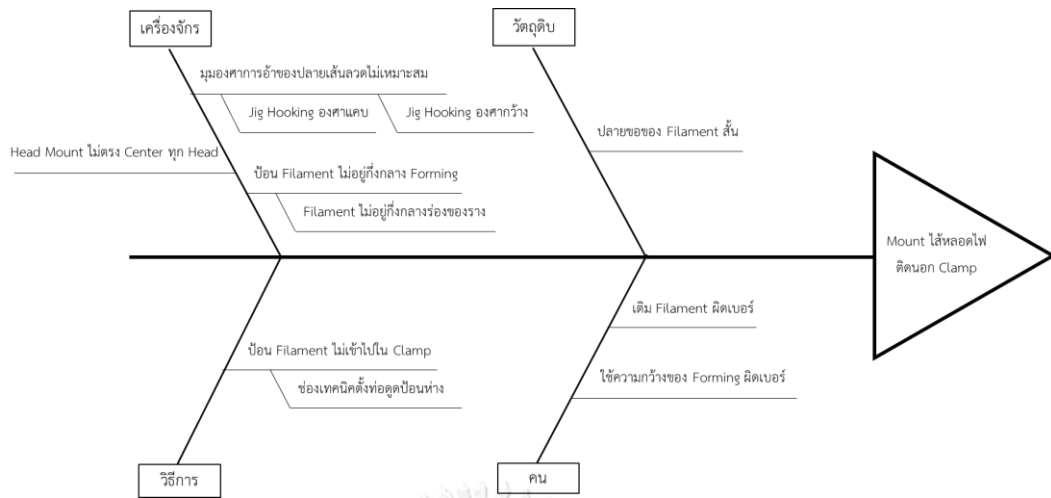 เครื่องจักร
วัตถุดิบ
มุมองศาการอ้าของปลายเส้นลวดไม่เหมาะสม
Jig Hooking องศาแคบ
Jig Hooking องศากว้าง
Head Mount ไม่ตรง Center ทุก Head
ป้อน Filament ไม่อยู่กึ่งกลาง Forming
Filament ไม่อยู่กึ่งกลางร่องของราง
ปลายขอของ Filament สั้น
Mount ไส้หลอดไฟ
ติดนอก Clamp
ป้อน Filament ไม่เข้าไปใน Clamp
ช่องเทคนิคตั้งท่อดูดป้อนห่าง
เติม Filament ผิดเบอร์
ใช้ความกว้างของ Forming ผิดเบอร์
วิธีการ
คน